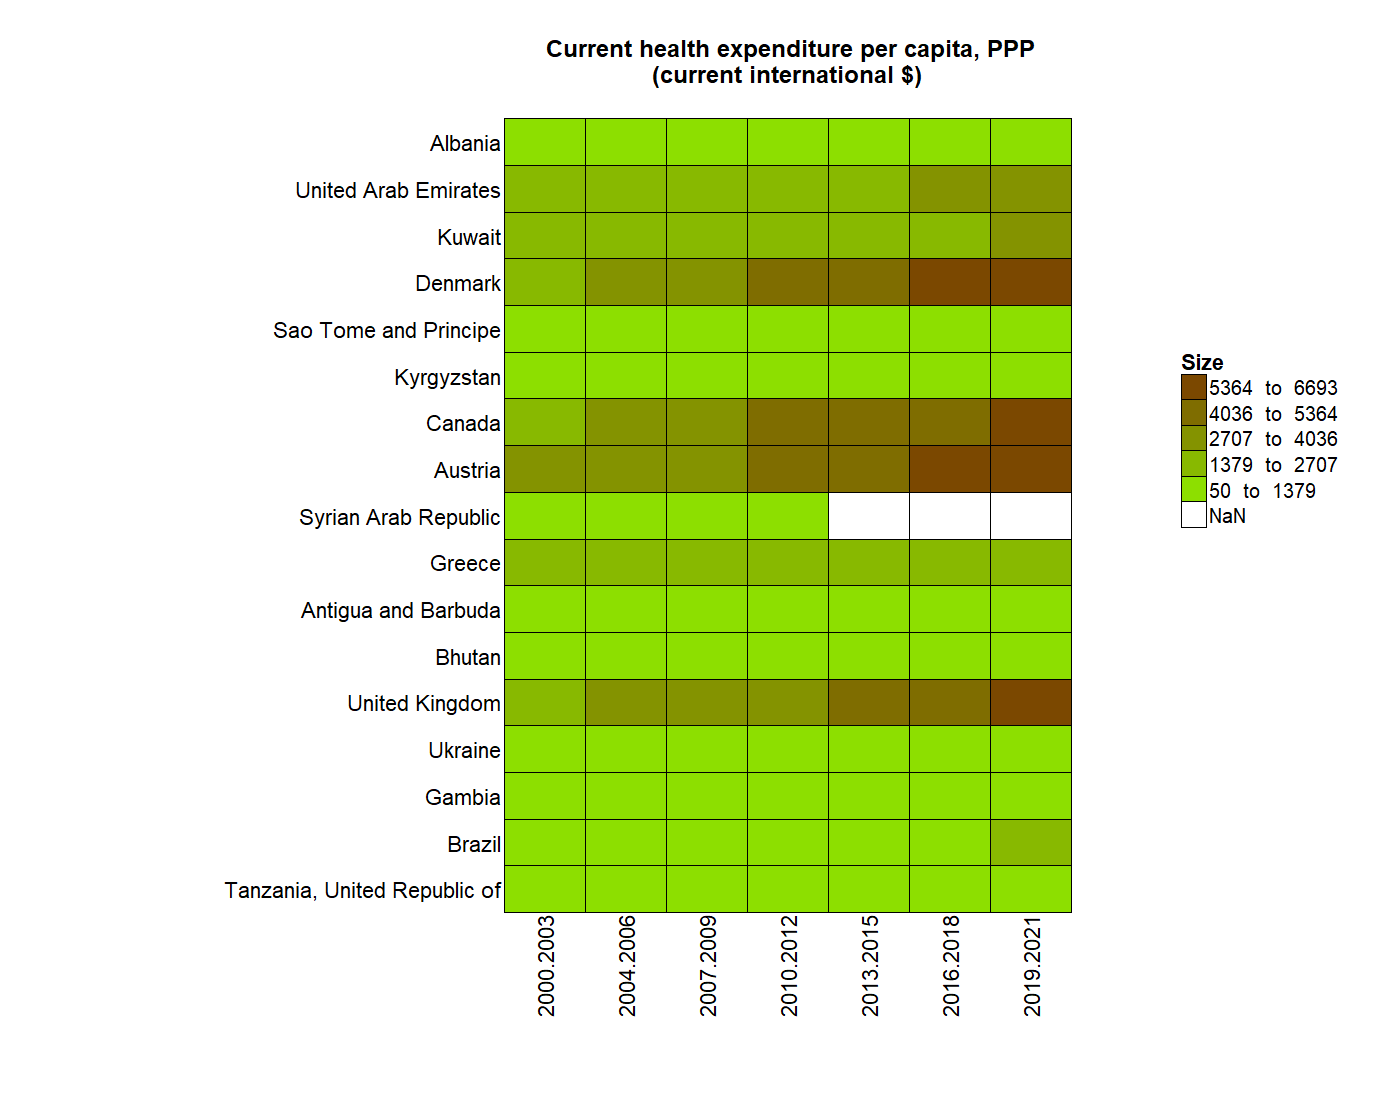 Current health expenditure per capita, PPP
(current international $)
Albania
United Arab Emirates
Kuwait
Denmark
Sao Tome and Principe
Kyrgyzstan
Canada
Austria
Syrian Arab Republic
Greece
Antigua and Barbuda
Bhutan
United Kingdom
Ukraine
Gambia
Brazil
Tanzania, United Republic of
2000.2003
2004.2006
2007.2009
2010.2012
2013.2015
2016.2018
2019.2021
Size
5364 to 6693
4036 to 5364
2707 to 4036
1379 to 2707
50 to 1379
NaN